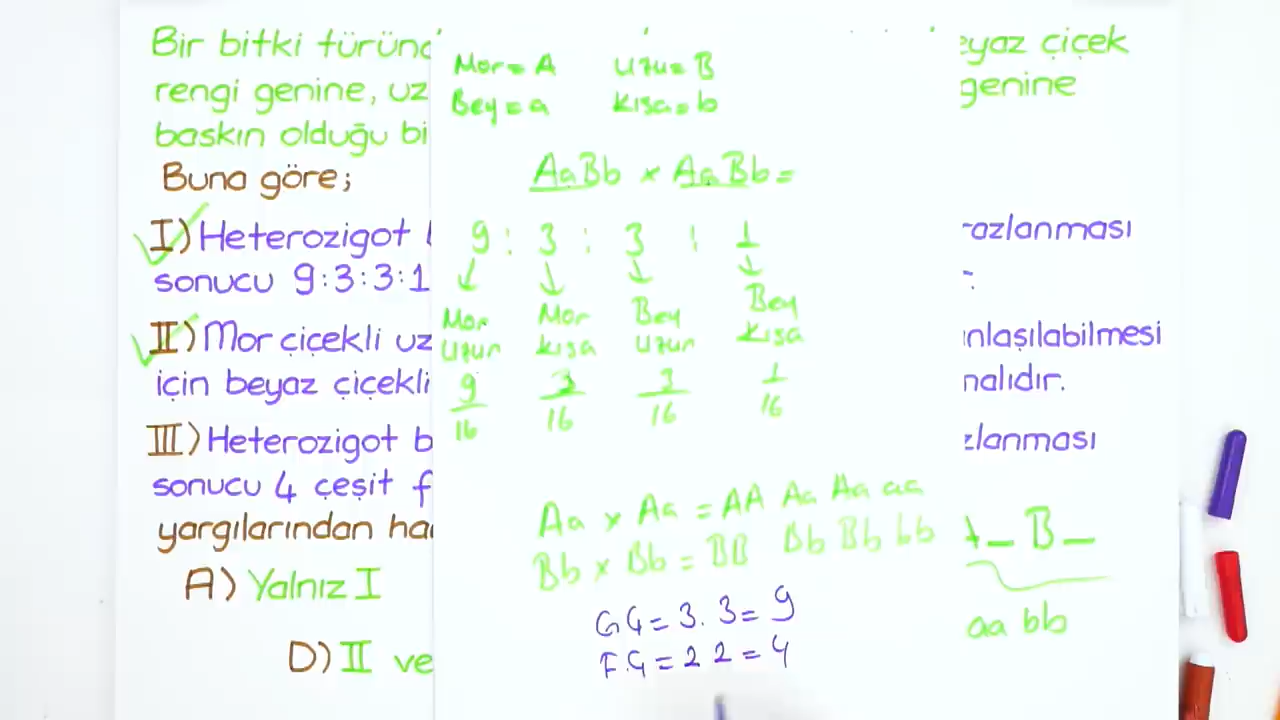 Bir bitki türünd
rengi genine, uz
baskın olduğu bi
Buna göre;
I) Heterozigot
sonucu 9:3:3:1
II) Mor çiçekli uz
için beyaz çiçekli
III) Heterozigot b
sonucu 4 çeşit f
yargılarından ha
A) Yalnız I
D) II ve
Mor = A Uzun = B
Bey = a Kısa = b
AaBb x AaBb =
9 : 3 : 3 : 1
Mor Mor Bey Bey
Uzun kısa uzun kısa
9/16 3/16 3/16 1/16
Aa x Aa = AA Aa Aa aa
Bb x Bb = BB Bb Bb bb
G.Ç = 3. 3 = 9
F.Ç = 2 2 = 4
eyaz çiçek
genine
razlanması
r.
nlaşılabilmesi
malıdır.
zlanması
A_B_
aa bb